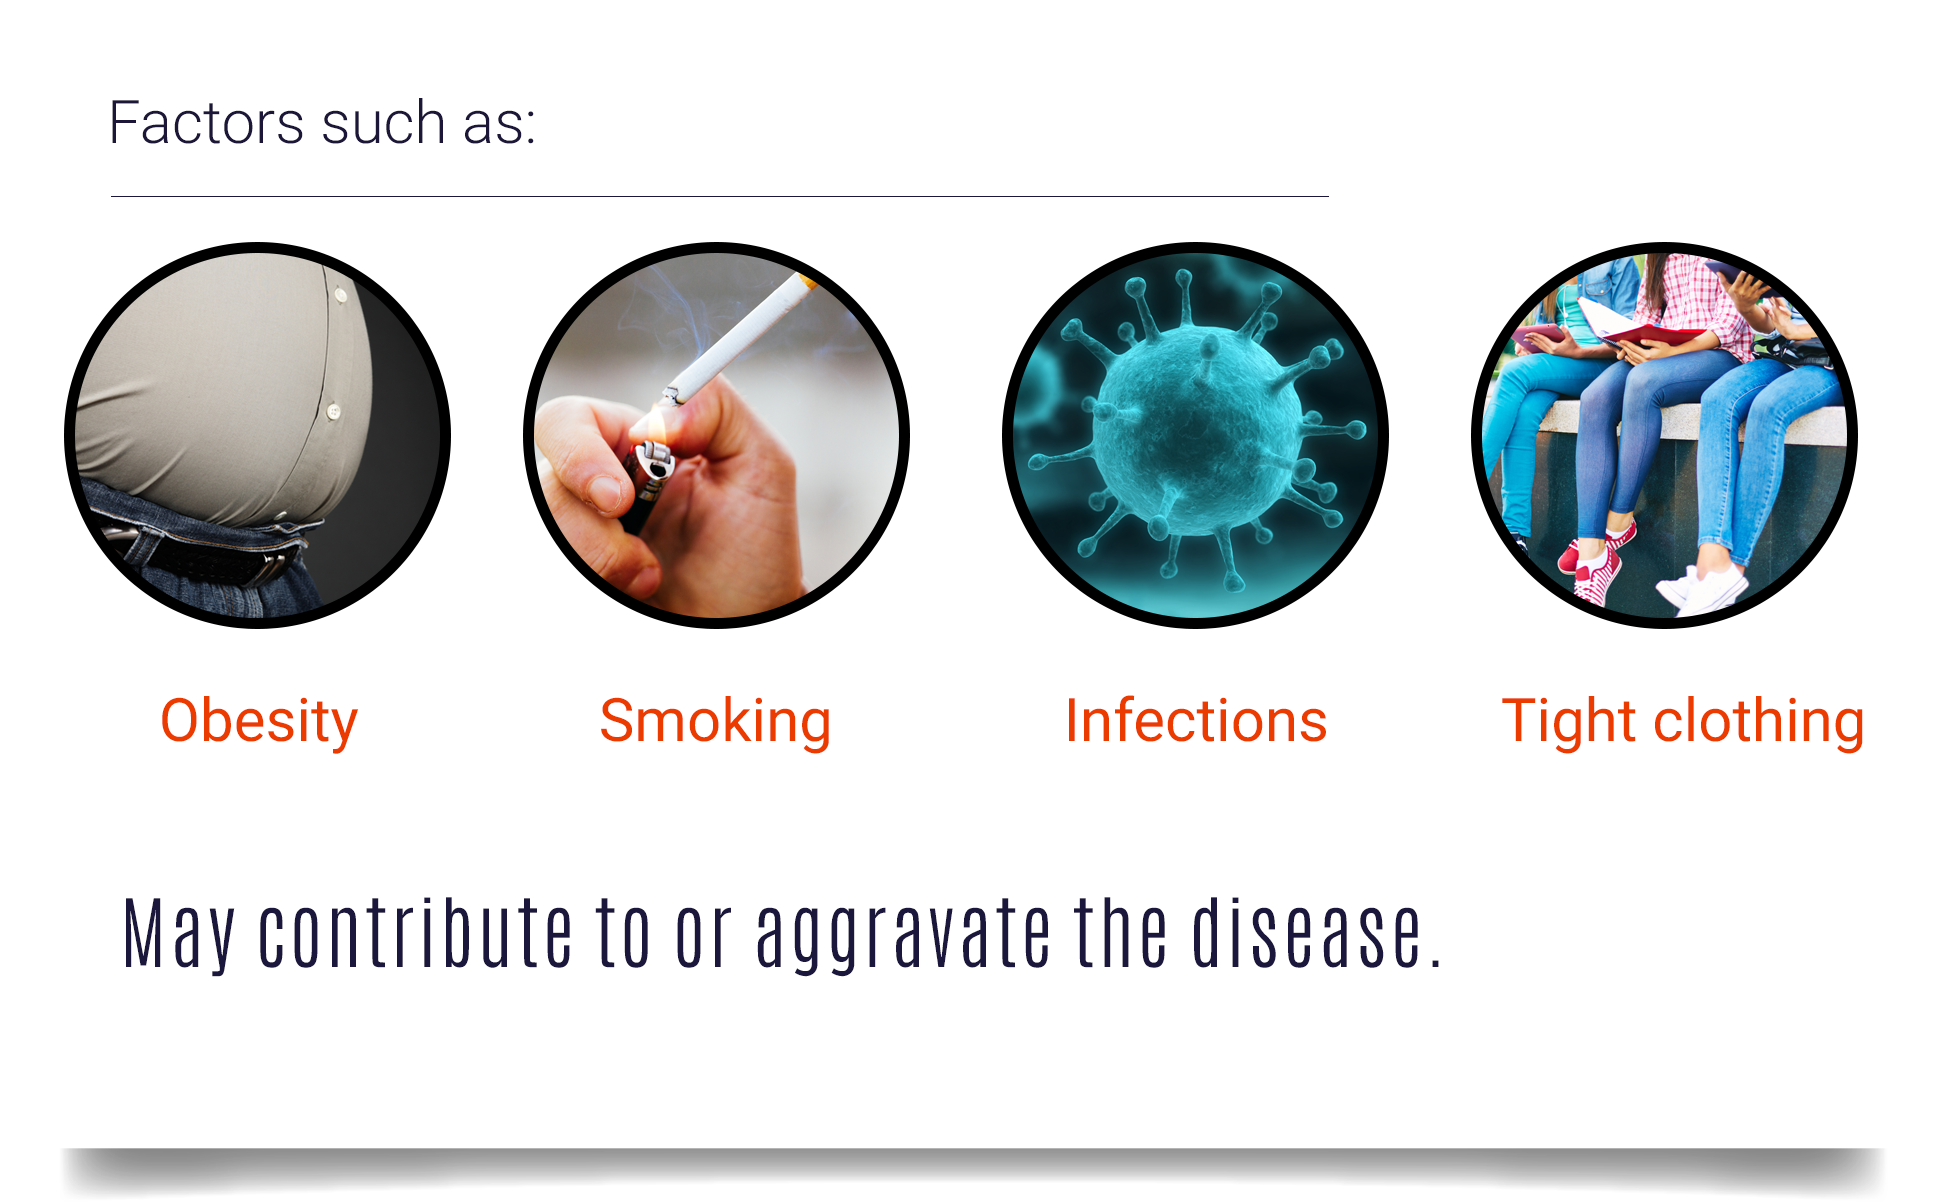 Factors such as:
Obesity
Smoking
Infections
Tight clothing
May contribute to or aggravate the disease.